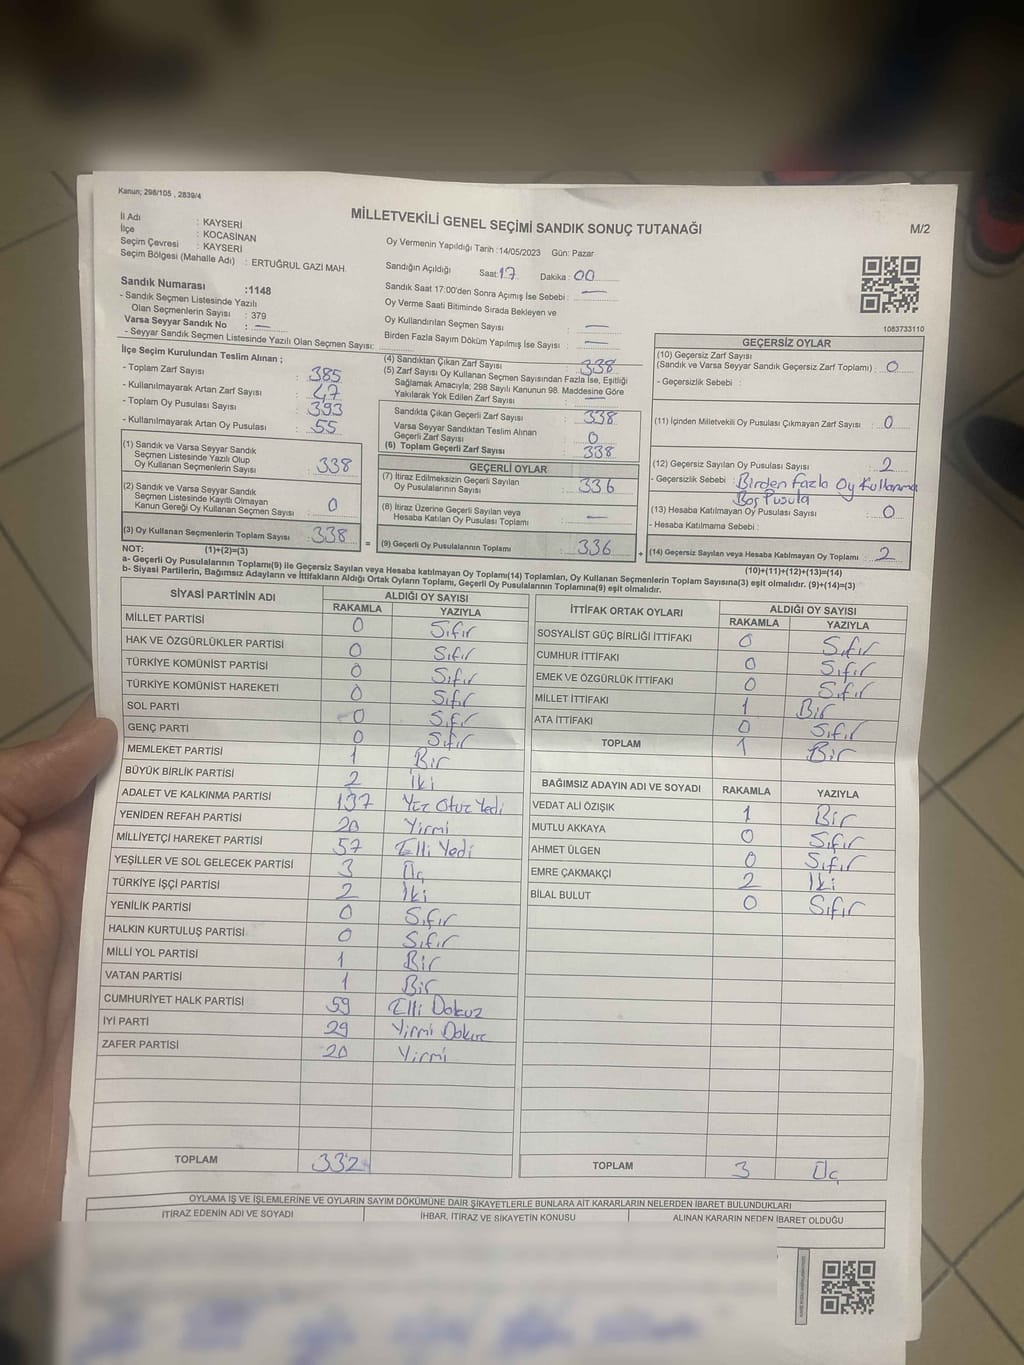 Kanun; 298/105 , 2839/4
MİLLETVEKİLİ GENEL SEÇİMİ SANDIK SONUÇ TUTANAĞI
M/2
İl Adı : KAYSERİ
İlçe : KOCASİNAN
Seçim Çevresi : KAYSERİ
Seçim Bölgesi (Mahalle Adı) : ERTUĞRUL GAZİ MAH.
Oy Vermenin Yapıldığı Tarih :14/05/2023 Gün: Pazar
Sandığın Açıldığı Saat: 17 Dakika : 00
Sandık Saat 17:00'den Sonra Açımış İse Sebebi : —
Oy Verme Saati Bitiminde Sırada Bekleyen ve
Oy Kullandırılan Seçmen Sayısı : —
Birden Fazla Sayım Döküm Yapılmış İse Sayısı : —
1083733110
Sandık Numarası :1148
- Sandık Seçmen Listesinde Yazılı
Olan Seçmenlerin Sayısı : 379
Varsa Seyyar Sandık No : —
- Seyyar Sandık Seçmen Listesinde Yazılı Olan Seçmen Sayısı:
İlçe Seçim Kurulundan Teslim Alınan ;
- Toplam Zarf Sayısı : 385
- Kullanılmayarak Artan Zarf Sayısı : 47
- Toplam Oy Pusulası Sayısı : 393
- Kullanılmayarak Artan Oy Pusulası : 55
(1) Sandık ve Varsa Seyyar Sandık
Seçmen Listesinde Yazılı Olup
Oy Kullanan Seçmenlerin Sayısı : 338
(2) Sandık ve Varsa Seyyar Sandık
Seçmen Listesinde Kayıtlı Olmayan
Kanun Gereği Oy Kullanan Seçmen Sayısı : 0
(3) Oy Kullanan Seçmenlerin Toplam Sayısı : 338
(1)+(2)=(3)
(4) Sandıktan Çıkan Zarf Sayısı : 338
(5) Zarf Sayısı Oy Kullanan Seçmen Sayısından Fazla İse, Eşitliği
Sağlamak Amacıyla; 298 Sayılı Kanunun 98. Maddesine Göre
Yakılarak Yok Edilen Zarf Sayısı : —
Sandıkta Çıkan Geçerli Zarf Sayısı : 338
Varsa Seyyar Sandıktan Teslim Alınan
Geçerli Zarf Sayısı : 0
(6) Toplam Geçerli Zarf Sayısı : 338
GEÇERLİ OYLAR
(7) İtiraz Edilmeksizin Geçerli Sayılan
Oy Pusulalarının Sayısı : 336
(8) İtiraz Üzerine Geçerli Sayılan veya
Hesaba Katılan Oy Pusulası Toplamı : —
= (9) Geçerli Oy Pusulalarının Toplamı : 336 +
GEÇERSİZ OYLAR
(10) Geçersiz Zarf Sayısı
(Sandık ve Varsa Seyyar Sandık Geçersiz Zarf Toplamı) : 0
- Geçersizlik Sebebi :
(11) İçinden Milletvekili Oy Pusulası Çıkmayan Zarf Sayısı : 0
(12) Geçersiz Sayılan Oy Pusulası Sayısı : 2
- Geçersizlik Sebebi : Birden Fazla Oy Kullanma
Boş Pusula
(13) Hesaba Katılmayan Oy Pusulası Sayısı : 0
- Hesaba Katılmama Sebebi :
(14) Geçersiz Sayılan veya Hesaba Katılmayan Oy Toplamı : 2
(10)+(11)+(12)+(13)=(14)
NOT:
a- Geçerli Oy Pusulalarının Toplamı(9) ile Geçersiz Sayılan veya Hesaba Katılmayan Oy Toplamı(14) Toplamları, Oy Kullanan Seçmenlerin Toplam Sayısına(3) eşit olmalıdır. (9)+(14)=(3)
b- Siyasi Partilerin, Bağımsız Adayların ve İttifakların Aldığı Ortak Oyların Toplamı, Geçerli Oy Pusulalarının Toplamına(9) eşit olmalıdır.
SİYASİ PARTİNİN ADI
ALDIĞI OY SAYISI
RAKAMLA YAZIYLA
MİLLET PARTİSİ 0 Sıfır
HAK VE ÖZGÜRLÜKLER PARTİSİ 0 Sıfır
TÜRKİYE KOMÜNİST PARTİSİ 0 Sıfır
TÜRKİYE KOMÜNİST HAREKETİ 0 Sıfır
SOL PARTİ 0 Sıfır
GENÇ PARTİ 0 Sıfır
MEMLEKET PARTİSİ 1 Bir
BÜYÜK BİRLİK PARTİSİ 2 İki
ADALET VE KALKINMA PARTİSİ 137 Yüz Otuz Yedi
YENİDEN REFAH PARTİSİ 20 Yirmi
MİLLİYETÇİ HAREKET PARTİSİ 57 Elli Yedi
YEŞİLLER VE SOL GELECEK PARTİSİ 3 Üç
TÜRKİYE İŞÇİ PARTİSİ 2 İki
YENİLİK PARTİSİ 0 Sıfır
HALKIN KURTULUŞ PARTİSİ 0 Sıfır
MİLLİ YOL PARTİSİ 1 Bir
VATAN PARTİSİ 1 Bir
CUMHURİYET HALK PARTİSİ 59 Elli Dokuz
İYİ PARTİ 29 Yirmi Dokuz
ZAFER PARTİSİ 20 Yirmi
TOPLAM 332
İTTİFAK ORTAK OYLARI
ALDIĞI OY SAYISI
RAKAMLA YAZIYLA
SOSYALİST GÜÇ BİRLİĞİ İTTİFAKI 0 Sıfır
CUMHUR İTTİFAKI 0 Sıfır
EMEK VE ÖZGÜRLÜK İTTİFAKI 0 Sıfır
MİLLET İTTİFAKI 1 Bir
ATA İTTİFAKI 0 Sıfır
TOPLAM 1 Bir
BAĞIMSIZ ADAYIN ADI VE SOYADI RAKAMLA YAZIYLA
VEDAT ALİ ÖZIŞIK 1 Bir
MUTLU AKKAYA 0 Sıfır
AHMET ÜLGEN 0 Sıfır
EMRE ÇAKMAKÇI 2 İki
BİLAL BULUT 0 Sıfır
TOPLAM 3 Üç
OYLAMA İŞ VE İŞLEMLERİNE VE OYLARIN SAYIM DÖKÜMÜNE DAİR ŞİKAYETLERLE BUNLARA AİT KARARLARIN NELERDEN İBARET BULUNDUKLARI
İTİRAZ EDENİN ADI VE SOYADI
İHBAR, İTİRAZ VE ŞİKAYETİN KONUSU
ALINAN KARARIN NEDEN İBARET OLDUĞU